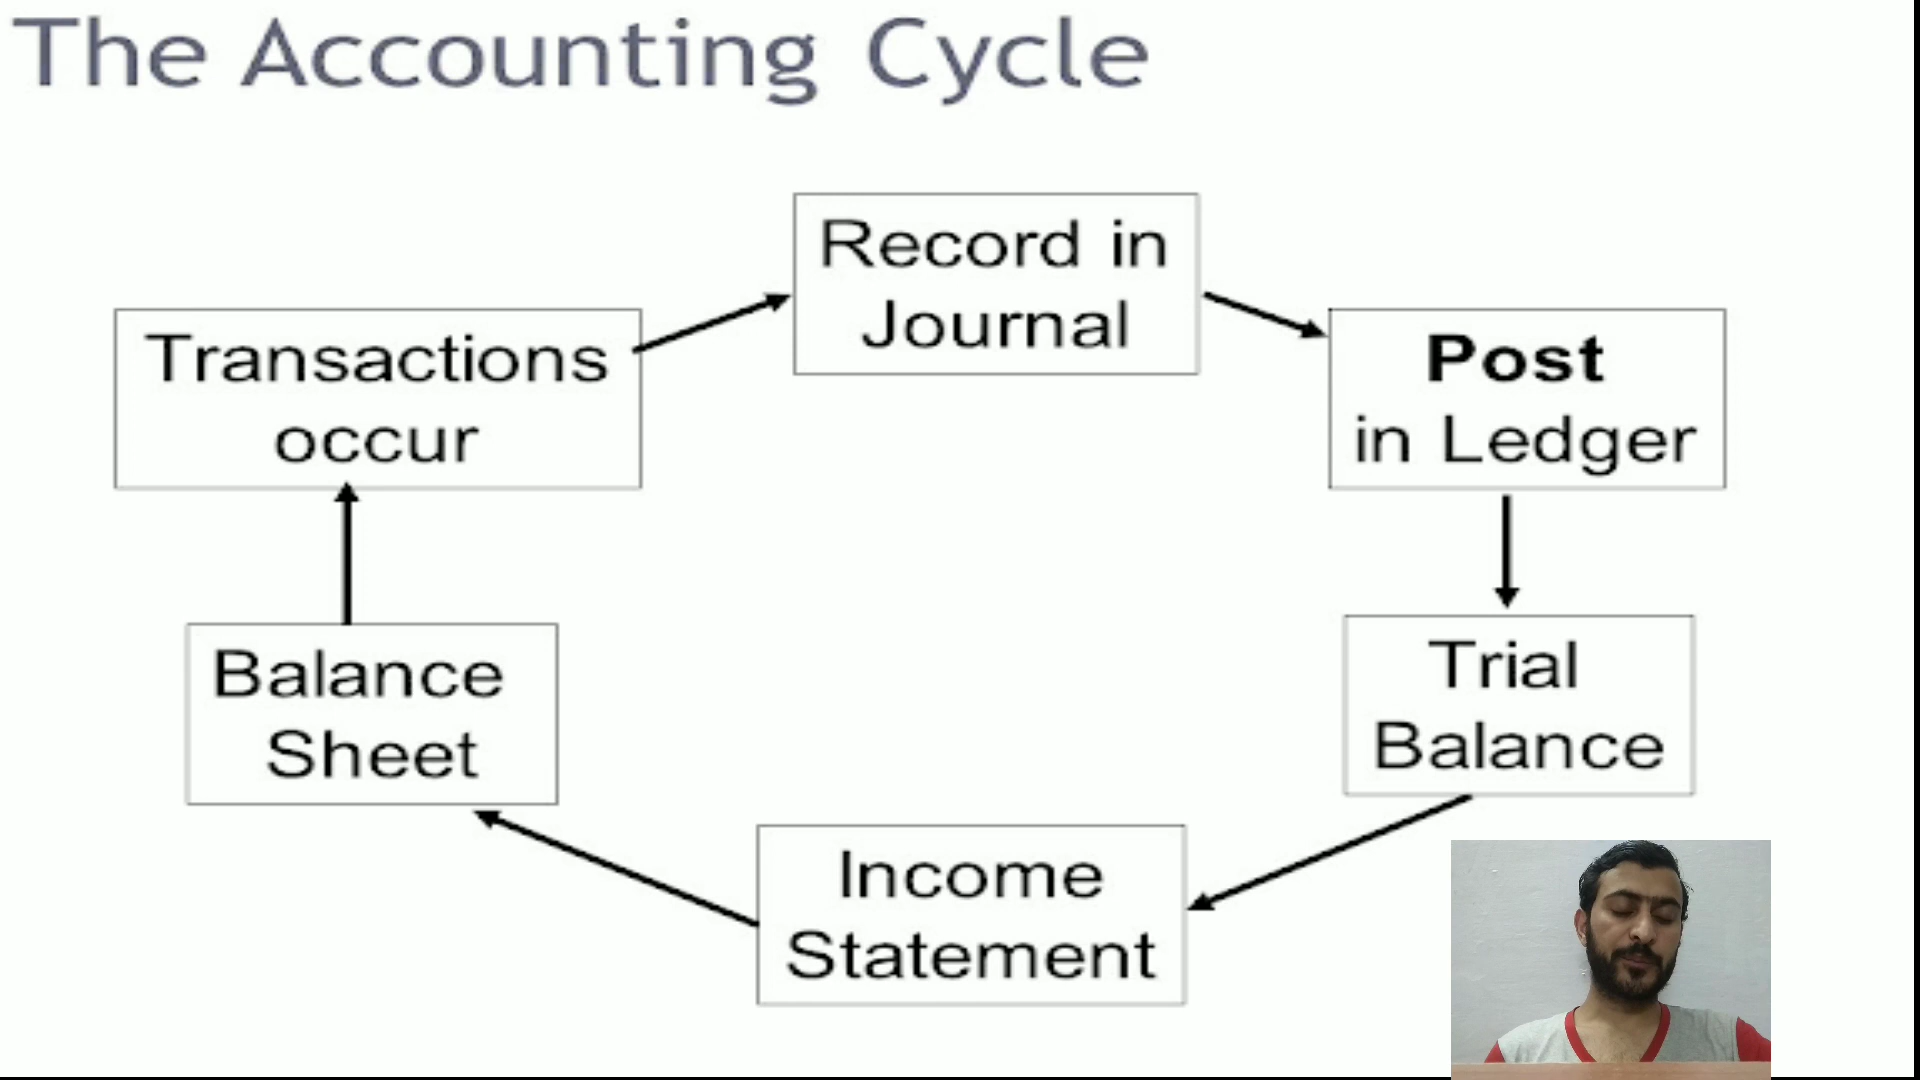 The Accounting Cycle
Record in
Journal
Transactions
occur
Post
in Ledger
Balance
Sheet
Trial
Balance
Income
Statement